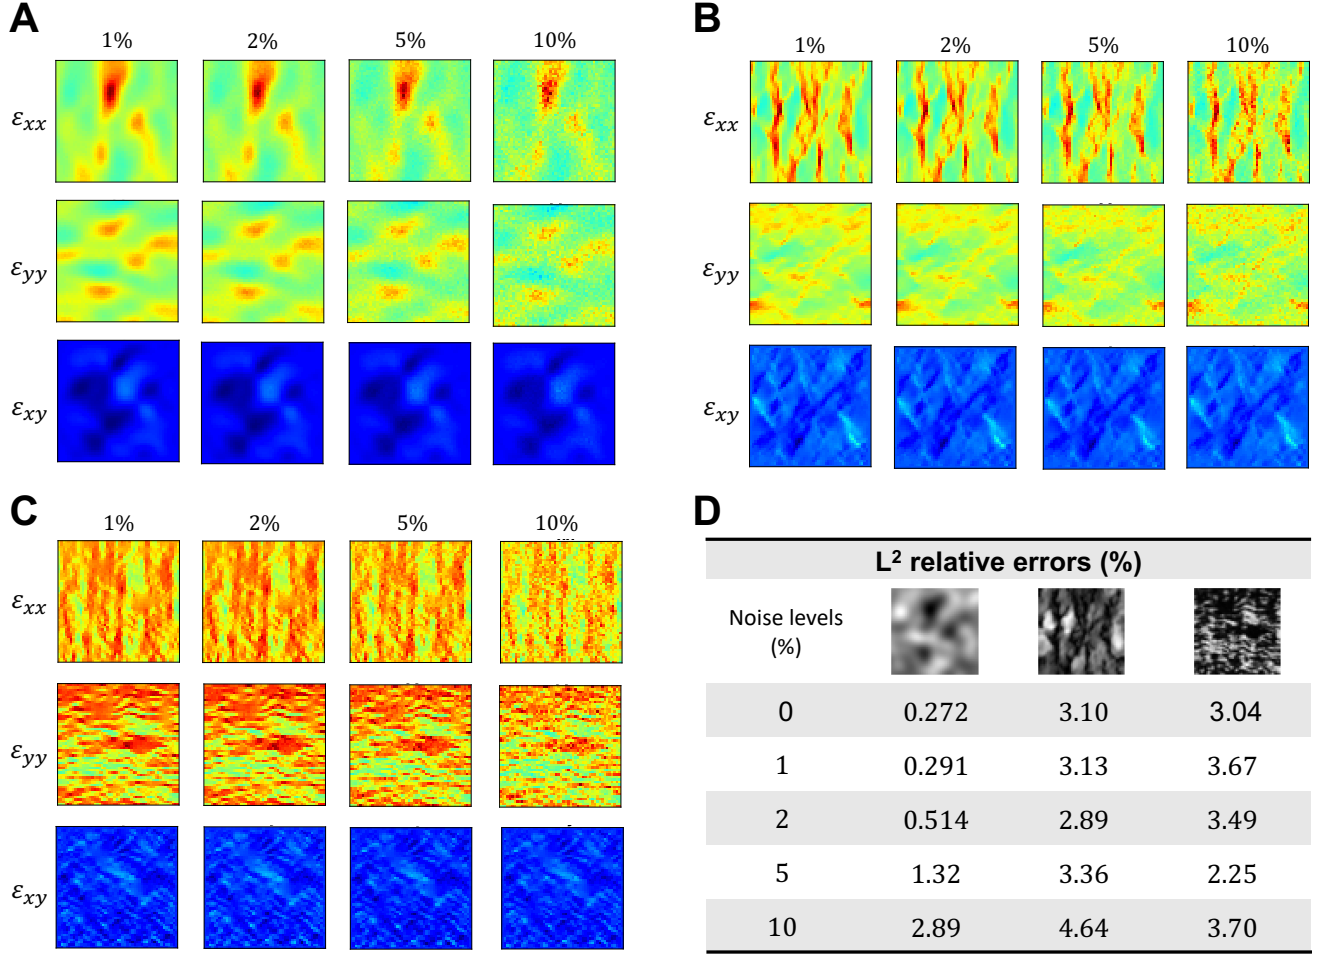 A
1% 2% 5% 10%
εxx
εyy
εxy
B
1% 2% 5% 10%
εxx
εyy
εxy
C
1% 2% 5% 10%
εxx
εyy
εxy
D
L² relative errors (%)
Noise levels
(%)
0 0.272 3.10 3.04
1 0.291 3.13 3.67
2 0.514 2.89 3.49
5 1.32 3.36 2.25
10 2.89 4.64 3.70